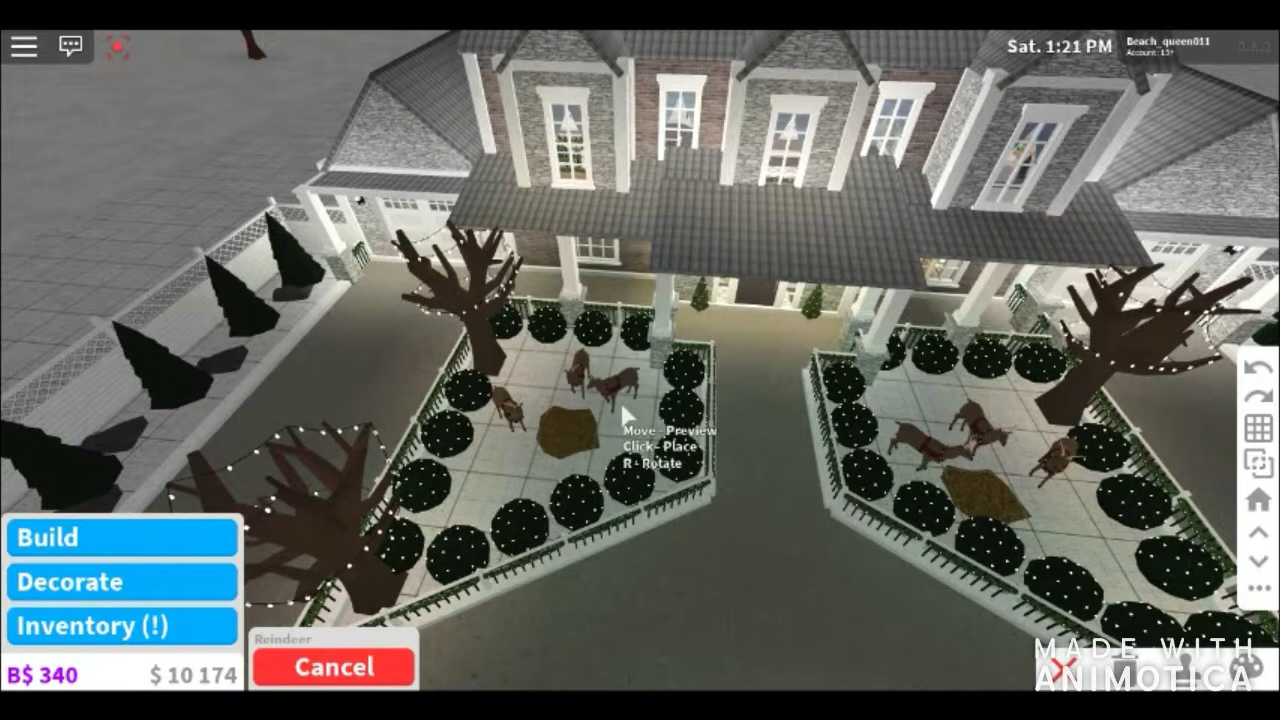 Sat. 1:21 PM
Beach_queen011
Account: 13+
Move - Preview
Click - Place
R - Rotate
Build
Decorate
Inventory (!)
B$ 340
$ 10 174
Reindeer
Cancel
MADE WITH
ANIMOTICA